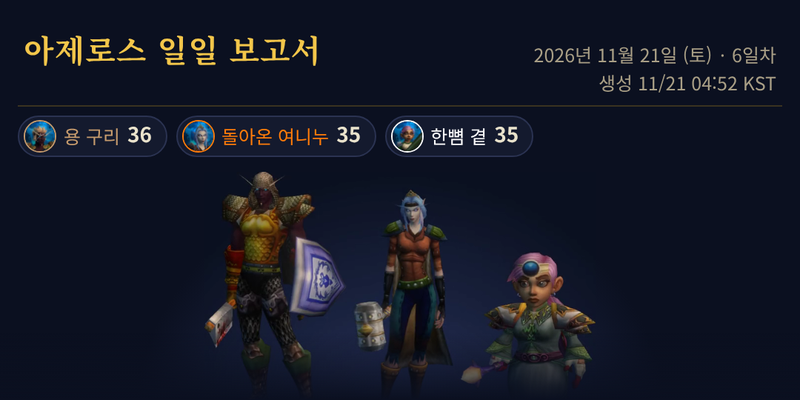 아제로스 일일 보고서
2026년 11월 21일 (토) · 6일차
생성 11/21 04:52 KST
용 구리 36
돌아온 여니누 35
한뼘 곁 35